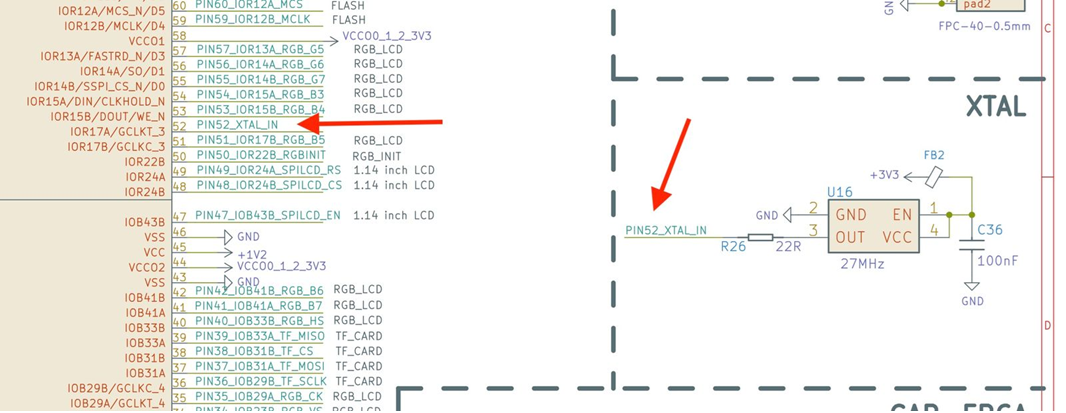 IOR12A/MCS_N/D5 60 PIN60_IOR12A_MCS FLASH
IOR12B/MCLK/D4 59 PIN59_IOR12B_MCLK FLASH
VCCO1 58 VCCO0_1_2_3V3
IOR13A/FASTRD_N/D3 57 PIN57_IOR13A_RGB_G5 RGB_LCD
IOR14A/SO/D1 56 PIN56_IOR14A_RGB_G6 RGB_LCD
IOR14B/SSPI_CS_N/D0 55 PIN55_IOR14B_RGB_G7 RGB_LCD
IOR15A/DIN/CLKHOLD_N 54 PIN54_IOR15A_RGB_B3 RGB_LCD
IOR15B/DOUT/WE_N 53 PIN53_IOR15B_RGB_B4 RGB_LCD
IOR17A/GCLKT_3 52 PIN52_XTAL_IN
IOR17B/GCLKC_3 51 PIN51_IOR17B_RGB_B5 RGB_LCD
IOR22B 50 PIN50_IOR22B_RGBINIT RGB_INIT
IOR24A 49 PIN49_IOR24A_SPILCD_RS 1.14 inch LCD
IOR24B 48 PIN48_IOR24B_SPILCD_CS 1.14 inch LCD
IOB43B 47 PIN47_IOB43B_SPILCD_EN 1.14 inch LCD
VSS 46 GND
VCC 45 +1V2
VCCO2 44 VCCO0_1_2_3V3
VSS 43 GND
IOB41B 42 PIN42_IOB41B_RGB_B6 RGB_LCD
IOB41A 41 PIN41_IOB41A_RGB_B7 RGB_LCD
IOB33B 40 PIN40_IOB33B_RGB_HS RGB_LCD
IOB33A 39 PIN39_IOB33A_TF_MISO TF_CARD
IOB31B 38 PIN38_IOB31B_TF_CS TF_CARD
IOB31A 37 PIN37_IOB31A_TF_MOSI TF_CARD
IOB29B/GCLKC_4 36 PIN36_IOB29B_TF_SCLK TF_CARD
IOB29A/GCLKT_4 35 PIN35_IOB29A_RGB_CK RGB_LCD
GND
pad2
FPC-40-0.5mm
C
XTAL
FB2
+3V3
U16
GND 2 GND EN 1
PIN52_XTAL_IN
R26 22R 3 OUT VCC 4
27MHz
C36
100nF
GND
D